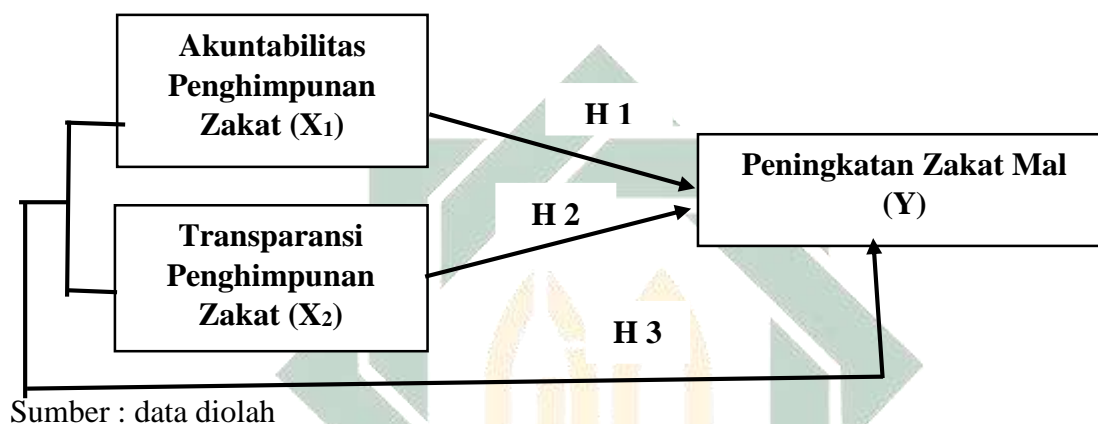 Akuntabilitas
Penghimpunan
Zakat (X₁)
H 1
Peningkatan Zakat Mal
(Y)
H 2
Transparansi
Penghimpunan
Zakat (X₂)
H 3
Sumber : data diolah